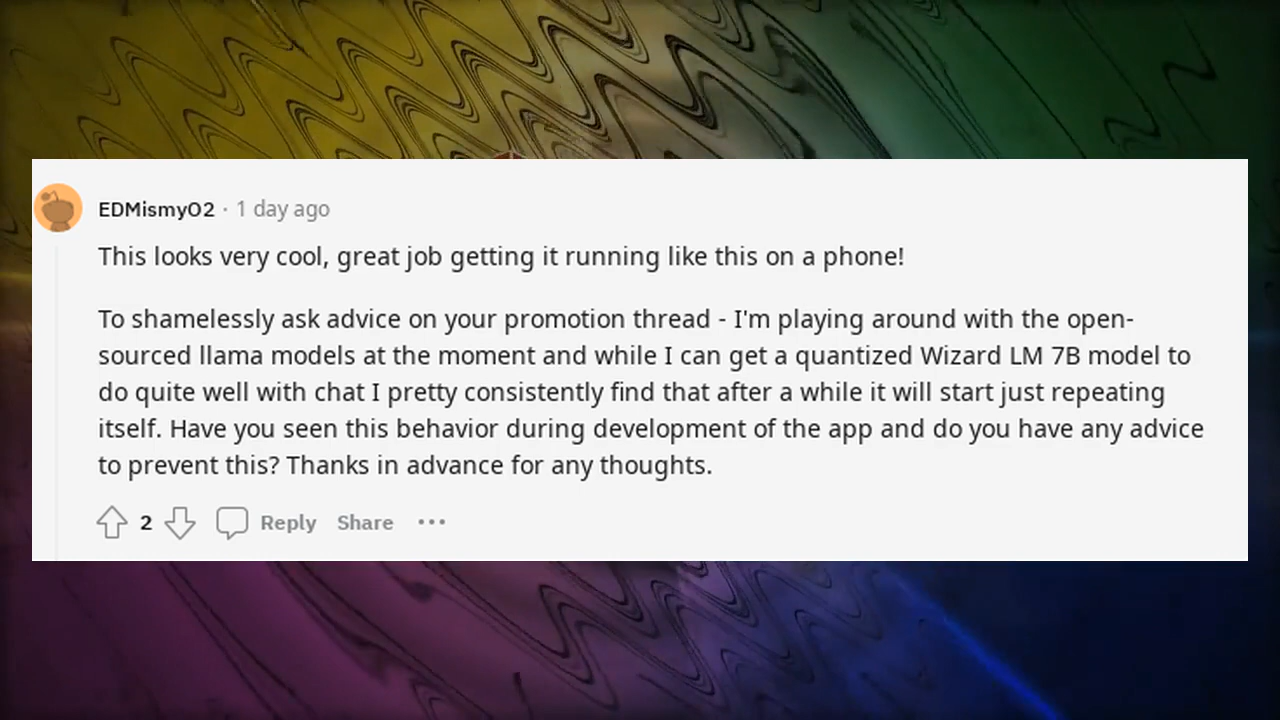 EDMismyO2 · 1 day ago
This looks very cool, great job getting it running like this on a phone!
To shamelessly ask advice on your promotion thread - I'm playing around with the open-
sourced llama models at the moment and while I can get a quantized Wizard LM 7B model to
do quite well with chat I pretty consistently find that after a while it will start just repeating
itself. Have you seen this behavior during development of the app and do you have any advice
to prevent this? Thanks in advance for any thoughts.
2 Reply Share ···